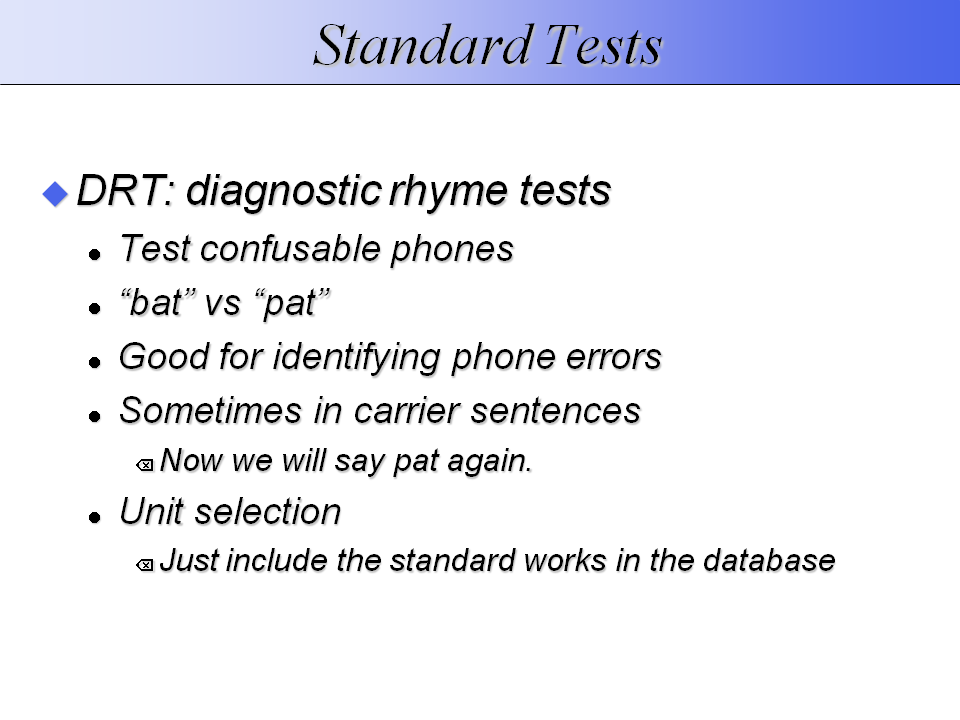 Standard Tests
DRT: diagnostic rhyme tests
Test confusable phones
“bat” vs “pat”
Good for identifying phone errors
Sometimes in carrier sentences
Now we will say pat again.
Unit selection
Just include the standard works in the database